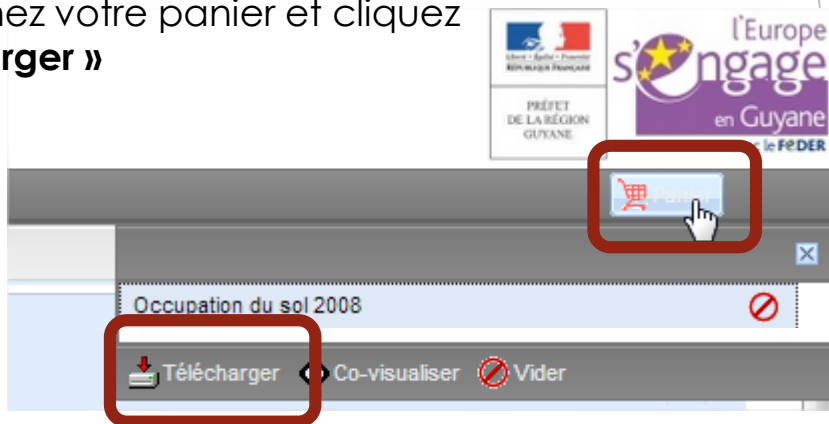 nez votre panier et cliquez
rger »
Liberté • Égalité • Fraternité
RÉPUBLIQUE FRANÇAISE
PRÉFET
DE LA RÉGION
GUYANE
l'Europe
s'engage
en Guyane
le FEDER
Panier
Occupation du sol 2008
Télécharger Co-visualiser Vider